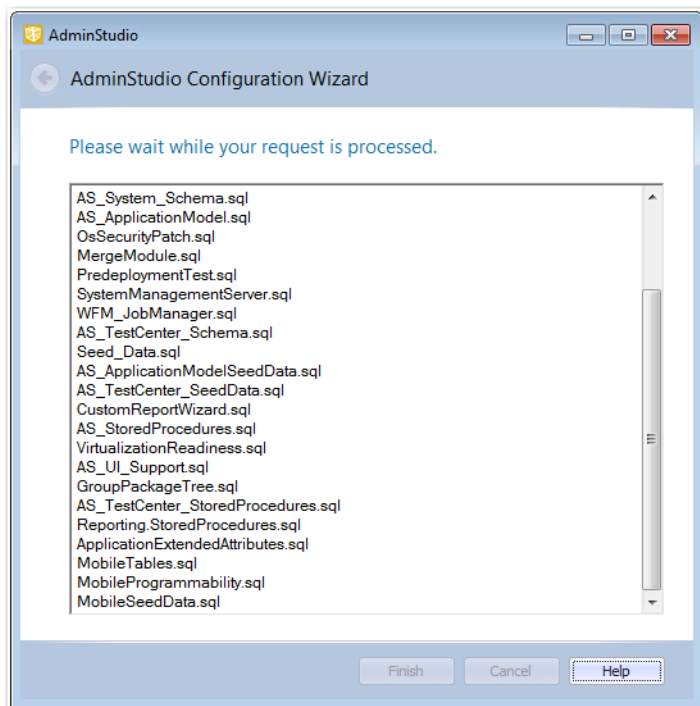 AdminStudio
AdminStudio Configuration Wizard
Please wait while your request is processed.
AS_System_Schema.sql
AS_ApplicationModel.sql
OsSecurityPatch.sql
MergeModule.sql
PredeploymentTest.sql
SystemManagementServer.sql
WFM_JobManager.sql
AS_TestCenter_Schema.sql
Seed_Data.sql
AS_ApplicationModelSeedData.sql
AS_TestCenter_SeedData.sql
CustomReportWizard.sql
AS_StoredProcedures.sql
VirtualizationReadiness.sql
AS_UI_Support.sql
GroupPackageTree.sql
AS_TestCenter_StoredProcedures.sql
Reporting.StoredProcedures.sql
ApplicationExtendedAttributes.sql
MobileTables.sql
MobileProgrammability.sql
MobileSeedData.sql
Finish Cancel Help